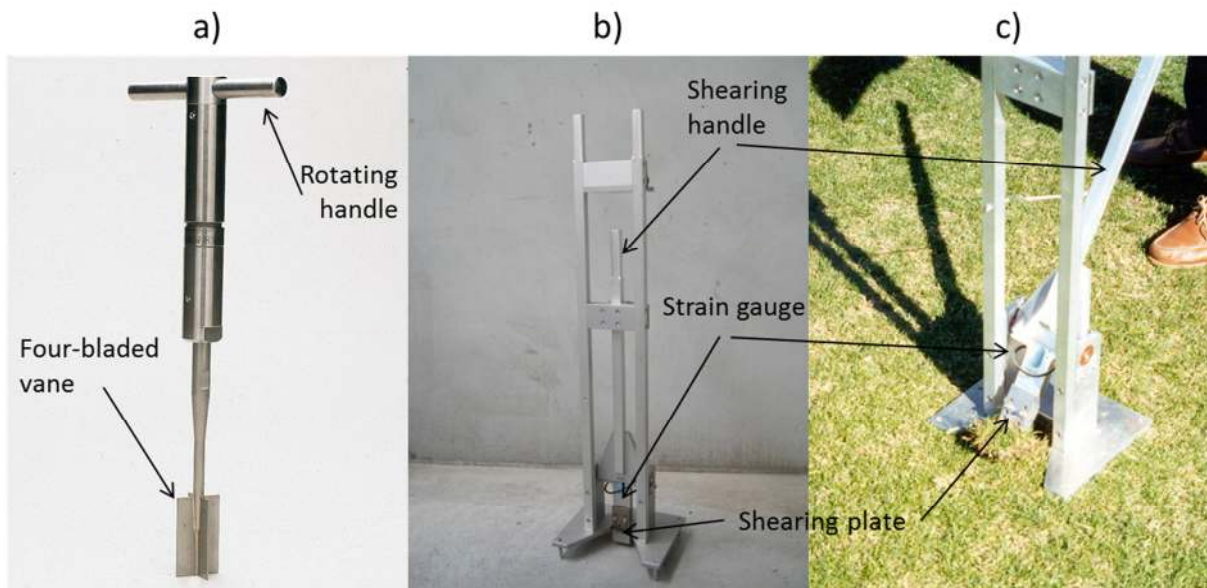 a)
b)
c)
Shearing
handle
Rotating
handle
Strain gauge
Four-bladed
vane
Shearing plate